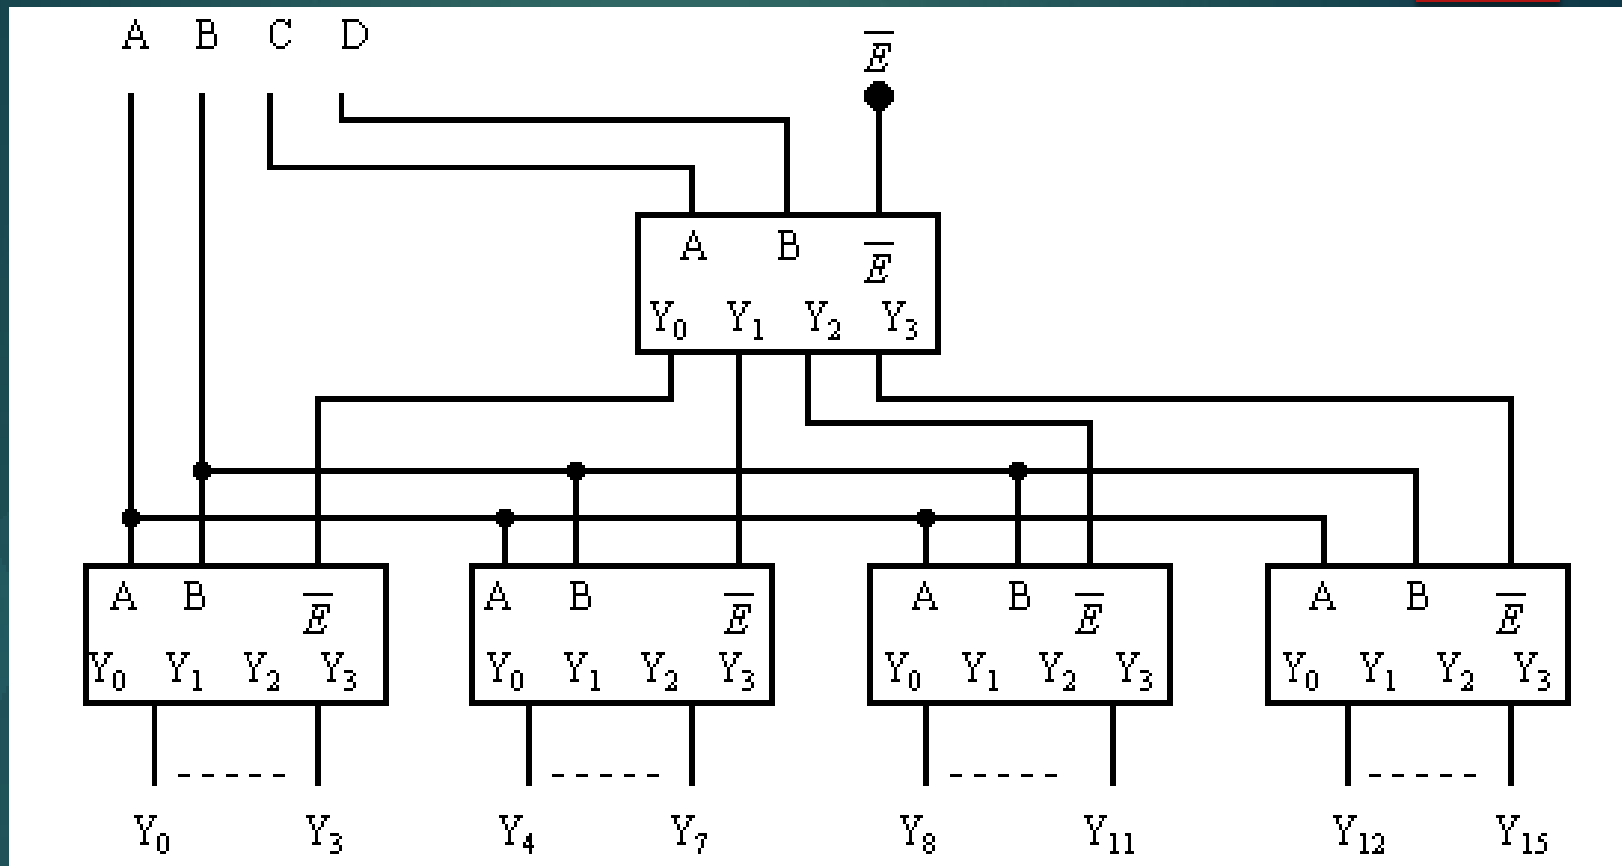 A B C D E̅
A B E̅
Y₀ Y₁ Y₂ Y₃
A B E̅ A B E̅ A B E̅ A B E̅
Y₀ Y₁ Y₂ Y₃ Y₀ Y₁ Y₂ Y₃ Y₀ Y₁ Y₂ Y₃ Y₀ Y₁ Y₂ Y₃
Y₀ Y₃ Y₄ Y₇ Y₈ Y₁₁ Y₁₂ Y₁₅